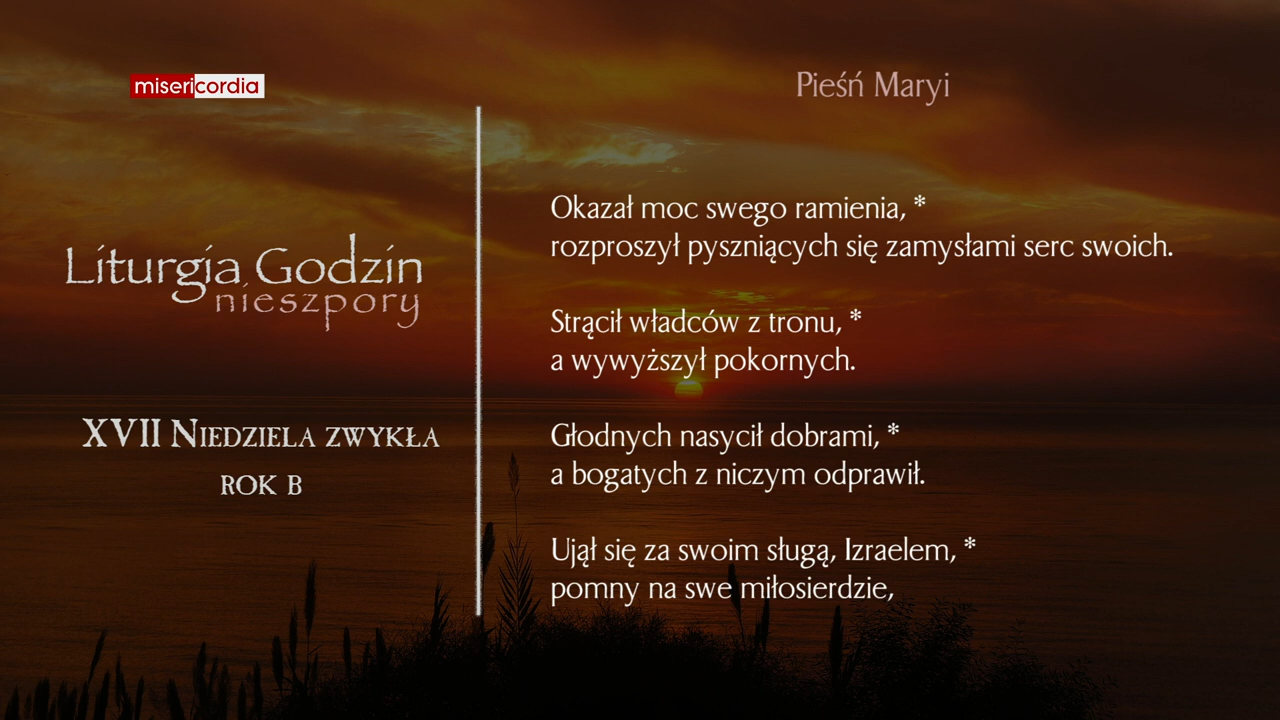 misericordia
Liturgia Godzin
nieszpory
XVII Niedziela zwykła
rok B
Pieśń Maryi
Okazał moc swego ramienia, *
rozproszył pyszniących się zamysłami serc swoich.
Strącił władców z tronu, *
a wywyższył pokornych.
Głodnych nasycił dobrami, *
a bogatych z niczym odprawił.
Ujął się za swoim sługą, Izraelem, *
pomny na swe miłosierdzie,